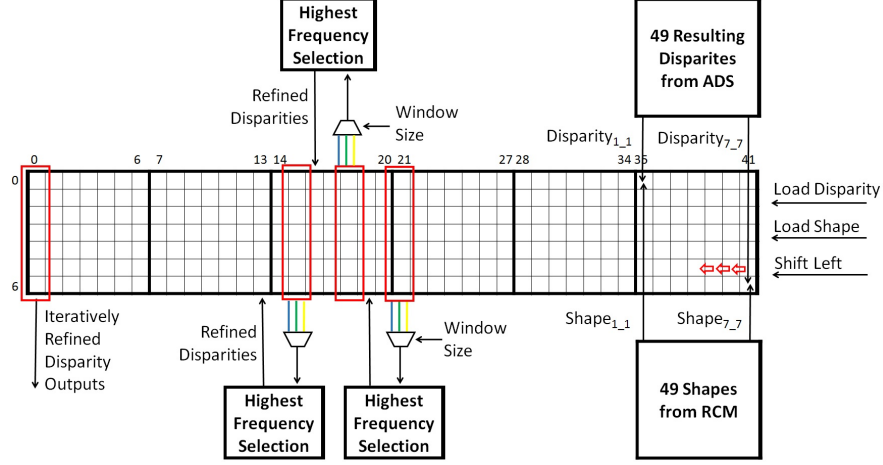 Highest
Frequency
Selection
49 Resulting
Disparites
from ADS
Refined
Disparities
Window
Size
Disparity1_1
Disparity7_7
0 6 7 13 14 20 21 27 28 34 35 41
0
6
Load Disparity
Load Shape
Shift Left
Iteratively
Refined
Disparity
Outputs
Refined
Disparities
Window
Size
Shape1_1
Shape7_7
Highest
Frequency
Selection
Highest
Frequency
Selection
49 Shapes
from RCM